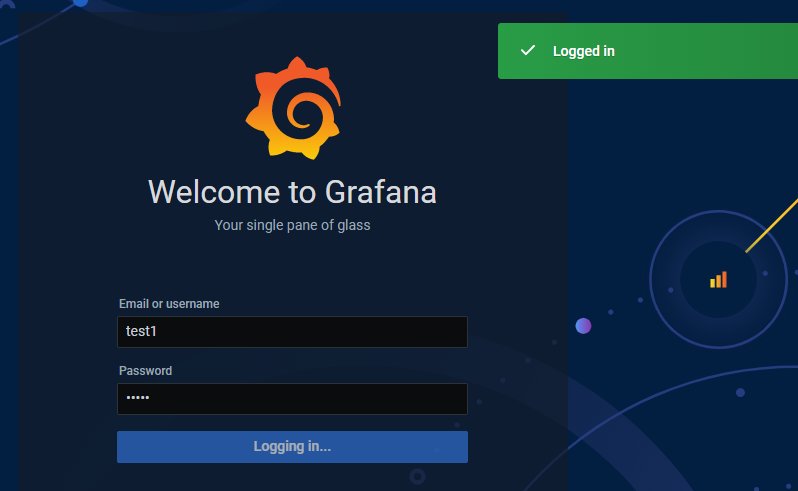 Logged in
Welcome to Grafana
Your single pane of glass
Email or username
test1
Password
•••••
Logging in...